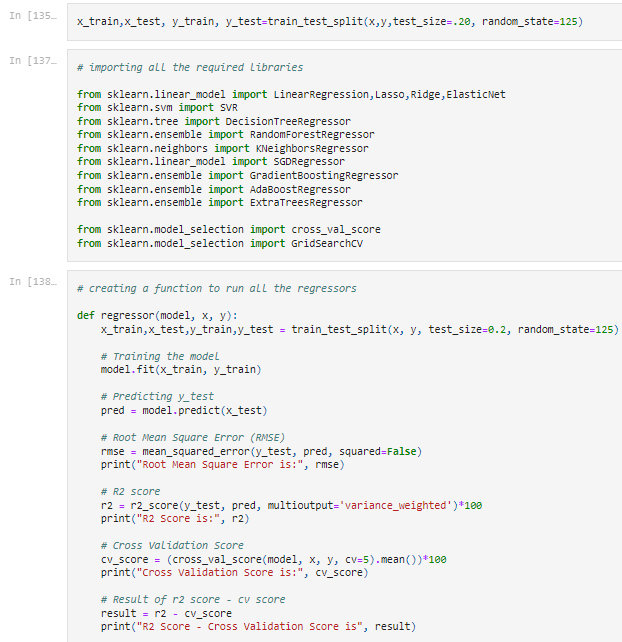 In [135…
x_train,x_test, y_train, y_test=train_test_split(x,y,test_size=.20, random_state=125)
In [137…
# importing all the required libraries
from sklearn.linear_model import LinearRegression,Lasso,Ridge,ElasticNet
from sklearn.svm import SVR
from sklearn.tree import DecisionTreeRegressor
from sklearn.ensemble import RandomForestRegressor
from sklearn.neighbors import KNeighborsRegressor
from sklearn.linear_model import SGDRegressor
from sklearn.ensemble import GradientBoostingRegressor
from sklearn.ensemble import AdaBoostRegressor
from sklearn.ensemble import ExtraTreesRegressor
from sklearn.model_selection import cross_val_score
from sklearn.model_selection import GridSearchCV
In [138…
# creating a function to run all the regressors
def regressor(model, x, y):
x_train,x_test,y_train,y_test = train_test_split(x, y, test_size=0.2, random_state=125)
# Training the model
model.fit(x_train, y_train)
# Predicting y_test
pred = model.predict(x_test)
# Root Mean Square Error (RMSE)
rmse = mean_squared_error(y_test, pred, squared=False)
print("Root Mean Square Error is:", rmse)
# R2 score
r2 = r2_score(y_test, pred, multioutput='variance_weighted')*100
print("R2 Score is:", r2)
# Cross Validation Score
cv_score = (cross_val_score(model, x, y, cv=5).mean())*100
print("Cross Validation Score is:", cv_score)
# Result of r2 score - cv score
result = r2 - cv_score
print("R2 Score - Cross Validation Score is", result)